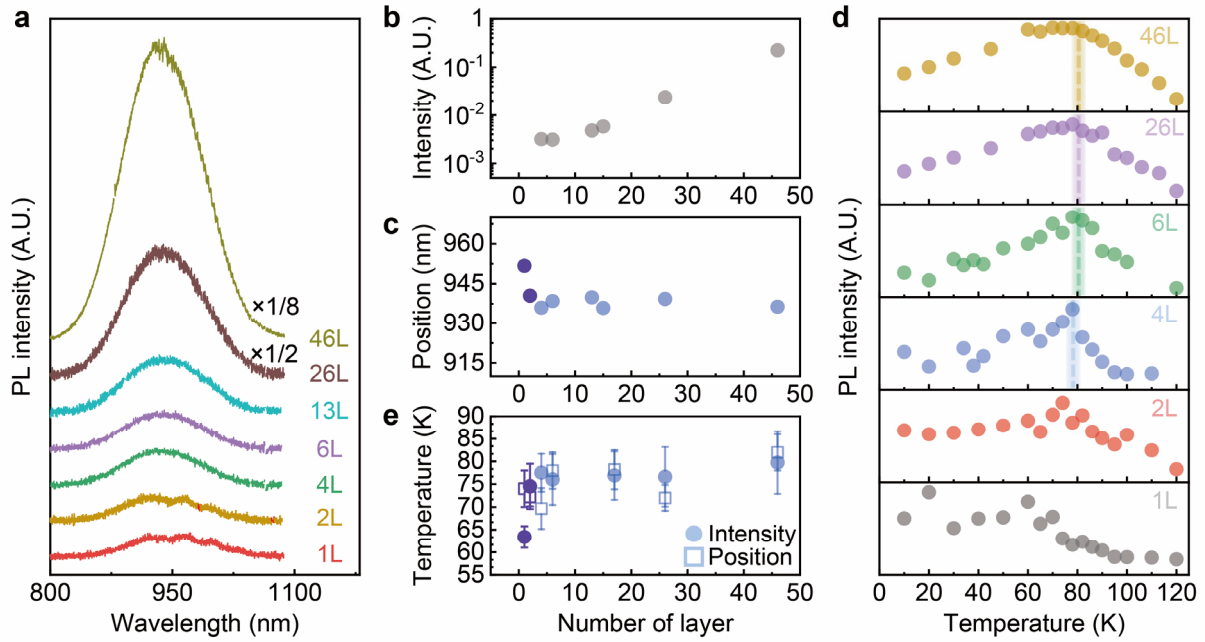 a
PL intensity (A.U.)
46L
×1/8
26L
×1/2
13L
6L
4L
2L
1L
800 950 1100
Wavelength (nm)
b
Intensity (A.U.)
1
10⁻¹
10⁻²
10⁻³
0 10 20 30 40 50
c
Position (nm)
960
945
930
915
e
Temperature (K)
90
85
80
75
70
65
60
55
Intensity
Position
0 10 20 30 40 50
Number of layer
d
PL intensity (A.U.)
46L
26L
6L
4L
2L
1L
0 20 40 60 80 100 120
Temperature (K)